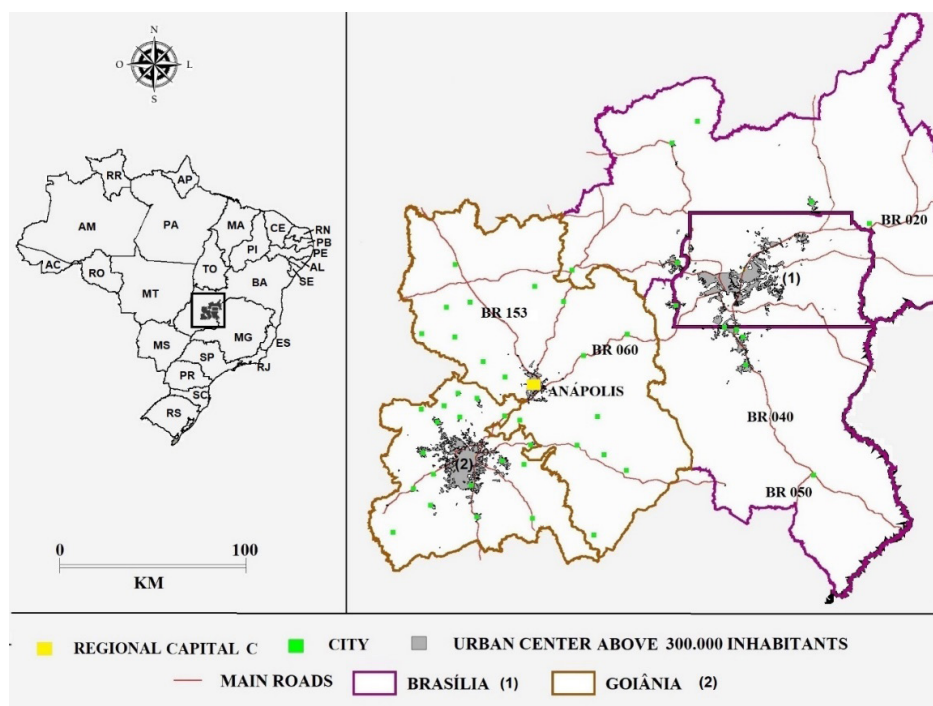 N
O L
S
RR
AP
AM
PA
MA
CE
RN
PB
PE
AL
SE
PI
AC
RO
TO
BA
MT
MG
ES
MS
SP
RJ
PR
SC
RS
0 100
KM
BR 020
(1)
BR 153
BR 060
ANÁPOLIS
BR 040
(2)
BR 050
REGIONAL CAPITAL C CITY URBAN CENTER ABOVE 300.000 INHABITANTS
MAIN ROADS BRASÍLIA (1) GOIÂNIA (2)